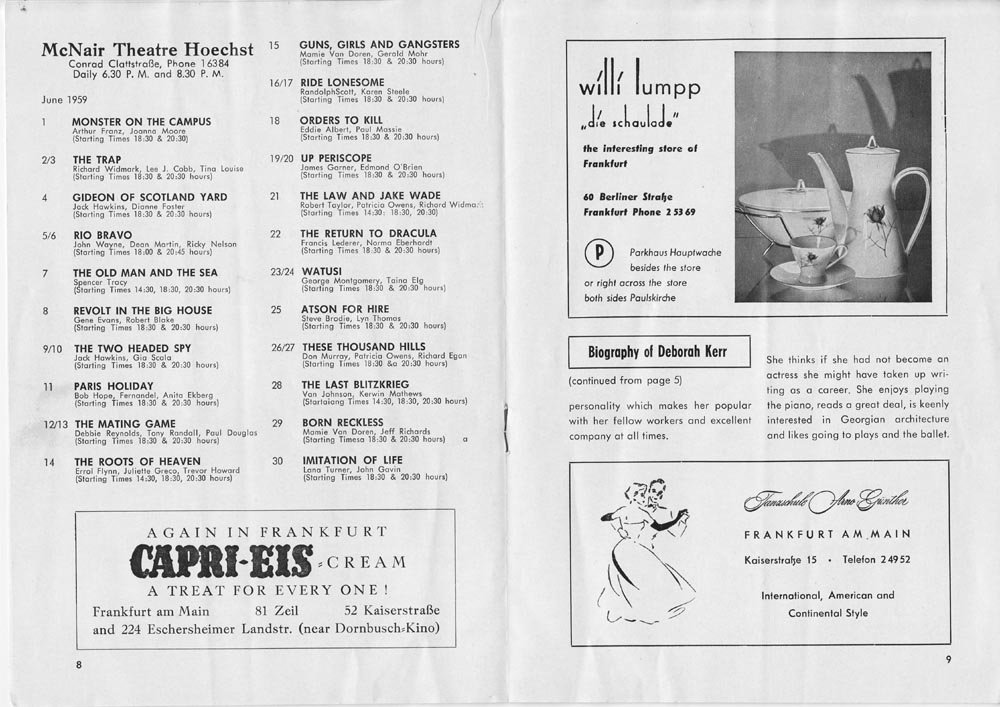 McNair Theatre Hoechst
Conrad Clattstraße, Phone 16384
Daily 6.30 P. M. and 8.30 P. M.
June 1959
1 MONSTER ON THE CAMPUS
Arthur Franz, Joanna Moore
(Starting Times 18:30 & 20:30)
2/3 THE TRAP
Richard Widmark, Lee J. Cobb, Tina Louise
(Starting Times 18:30 & 20:30 hours)
4 GIDEON OF SCOTLAND YARD
Jack Hawkins, Dianne Foster
(Starting Times 18:30 & 20:30 hours)
5/6 RIO BRAVO
John Wayne, Dean Martin, Ricky Nelson
(Starting Times 18:00 & 20:45 hours)
7 THE OLD MAN AND THE SEA
Spencer Tracy
(Starting Times 14:30, 18:30, 20:30 hours)
8 REVOLT IN THE BIG HOUSE
Gene Evans, Robert Blake
(Starting Times 18:30 & 20:30 hours)
9/10 THE TWO HEADED SPY
Jack Hawkins, Gia Scala
(Starting Times 18:30 & 20:30 hours)
11 PARIS HOLIDAY
Bob Hope, Fernandel, Anita Ekberg
(Starting Times 18:30 & 20:30 hours)
12/13 THE MATING GAME
Debbie Reynolds, Tony Randall, Paul Douglas
(Starting Times 18:30 & 20:30 hours)
14 THE ROOTS OF HEAVEN
Errol Flynn, Juliette Greco, Trevor Howard
(Starting Times 14:30, 18:30, 20:30 hours)
15 GUNS, GIRLS AND GANGSTERS
Mamie Van Doren, Gerald Mohr
(Starting Times 18:30 & 20:30 hours)
16/17 RIDE LONESOME
RandolphScott, Karen Steele
(Starting Times 18:30 & 20:30 hours)
18 ORDERS TO KILL
Eddie Albert, Paul Massie
(Starting Times 18:30 & 20:30 hours)
19/20 UP PERISCOPE
James Garner, Edmond O'Brien
(Starting Times 18:30 & 20:30 hours)
21 THE LAW AND JAKE WADE
Robert Taylor, Patricia Owens, Richard
(Starting Times 14:30: 18:30, 20:30)
22 THE RETURN TO DRACULA
Francis Lederer, Norma Eberhardt
(Starting Times 18:30 & 20:30 hours)
23/24 WATUSI
George Montgomery, Taina Elg
(Starting Times 18:30 & 20:30 hours)
25 ATSON FOR HIRE
Steve Brodie, Lyn Thomas
(Starting Times 18:30 & 20:30 hours)
26/27 THESE THOUSAND HILLS
Don Murray, Patricia Owens, Richard Egan
(Starting Times 18:30 &a 20:30 hours)
28 THE LAST BLITZKRIEG
Van Johnson, Kerwin Mathews
(Startaiang Times 14:30, 18:30, 20:30 hours)
29 BORN RECKLESS
Mamie Van Doren, Jeff Richards
(Starting Timesa 18:30 & 20:30 hours) a
30 IMITATION OF LIFE
Lana Turner, John Gavin
(Starting Times 18:30 & 20:30 hours)
AGAIN IN FRANKFURT
CAPRI-EIS-CREAM
A TREAT FOR EVERY ONE!
Frankfurt am Main 81 Zeil 52 Kaiserstraße
and 224 Eschersheimer Landstr. (near Dornbusch-Kino)
8
willi lumpp
„die schaulade"
the interesting store of
Frankfurt
60 Berliner Straße
Frankfurt Phone 2 53 69
P
Parkhaus Hauptwache
besides the store
or right across the store
both sides Paulskirche
Biography of Deborah Kerr
(continued from page 5)
personality which makes her popular
with her fellow workers and excellent
company at all times.
She thinks if she had not become an
actress she might have taken up wri-
ting as a career. She enjoys playing
the piano, reads a great deal, is keenly
interested in Georgian architecture
and likes going to plays and the ballet.
Tanzschule Arno Günther
FRANKFURT AM MAIN
Kaiserstraße 15 • Telefon 2 49 52
International, American and
Continental Style
9